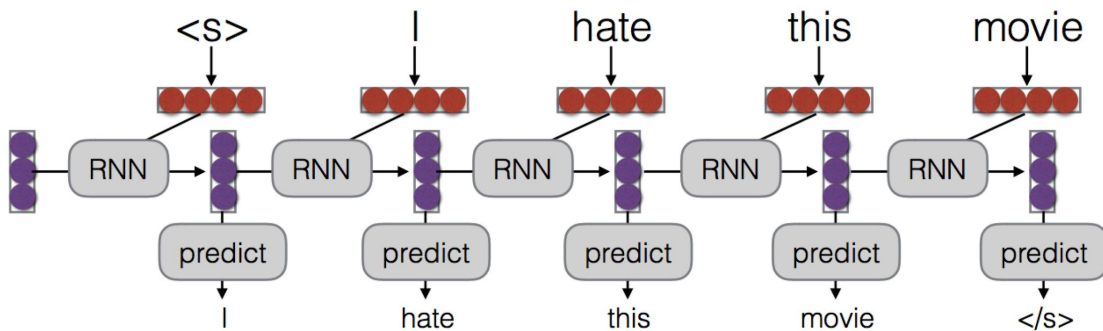 <s> I hate this movie
RNN RNN RNN RNN RNN
predict predict predict predict predict
I hate this movie </s>